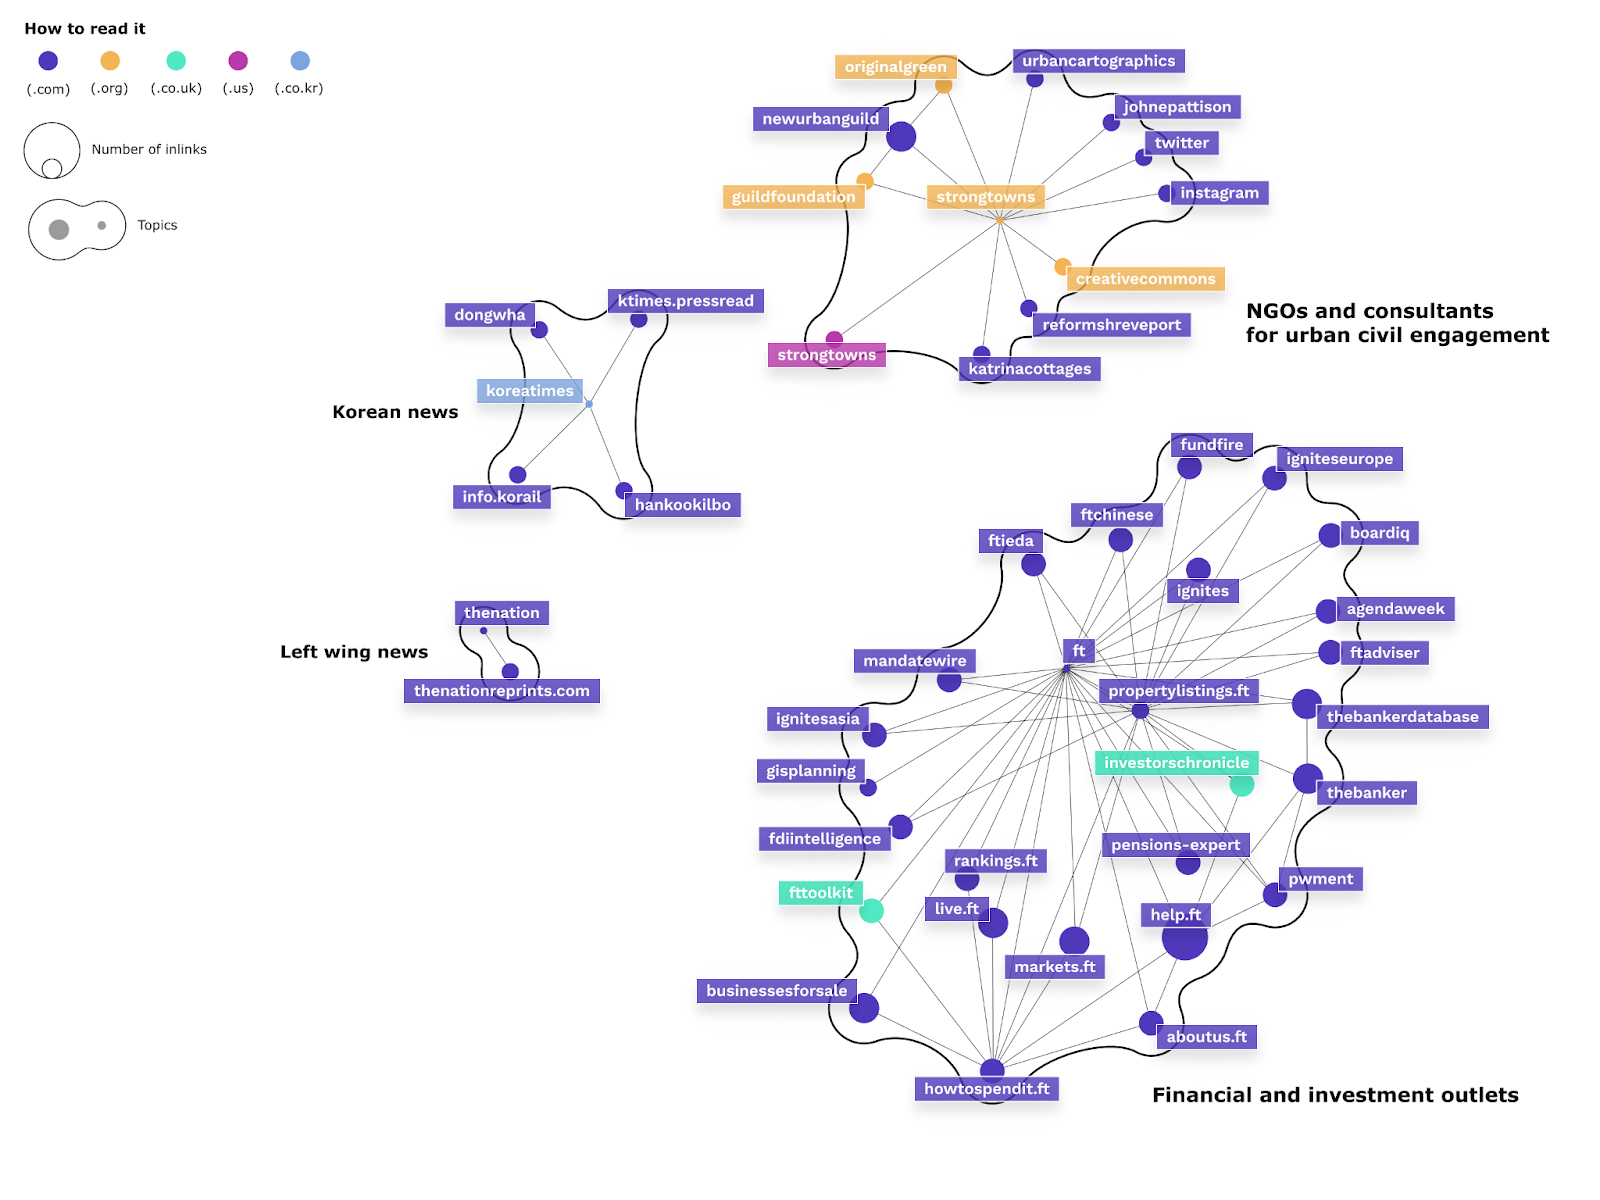 How to read it
(.com)
(.org)
(.co.uk)
(.us)
(.co.kr)
Number of inlinks
Topics
originalgreen
urbancartographics
newurbanguild
johnepattison
twitter
guildfoundation
strongtowns
instagram
creativecommons
reformshreveport
strongtowns
katrinacottages
NGOs and consultants
for urban civil engagement
dongwha
ktimes.pressread
koreatimes
Korean news
info.korail
hankookilbo
thenation
Left wing news
thenationreprints.com
fundfire
igniteseurope
ftchinese
ftieda
boardiq
ignites
agendaweek
ft
ftadviser
mandatewire
propertylistings.ft
ignitesasia
thebankerdatabase
gisplanning
investorschronicle
thebanker
fdiintelligence
pensions-expert
rankings.ft
pwment
fttoolkit
live.ft
help.ft
markets.ft
businessesforsale
aboutus.ft
howtospendit.ft
Financial and investment outlets